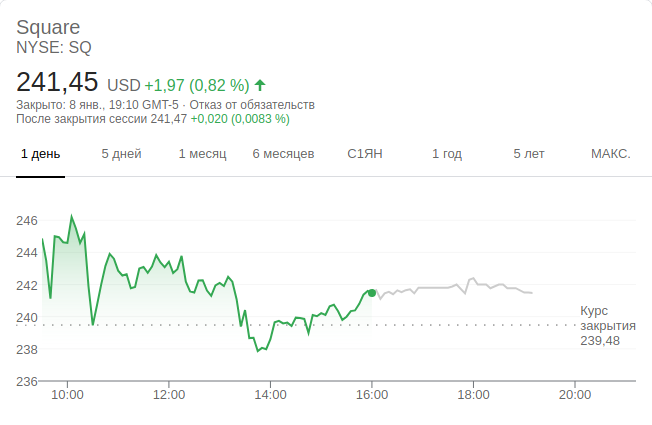 Square
NYSE: SQ
241,45 USD +1,97 (0,82 %)
Закрыто: 8 янв., 19:10 GMT-5 · Отказ от обязательств
После закрытия сессии 241,47 +0,020 (0,0083 %)
1 день 5 дней 1 месяц 6 месяцев С1ЯН 1 год 5 лет МАКС.
246
244
242
240
Курс
закрытия
239,48
238
236
10:00 12:00 14:00 16:00 18:00 20:00